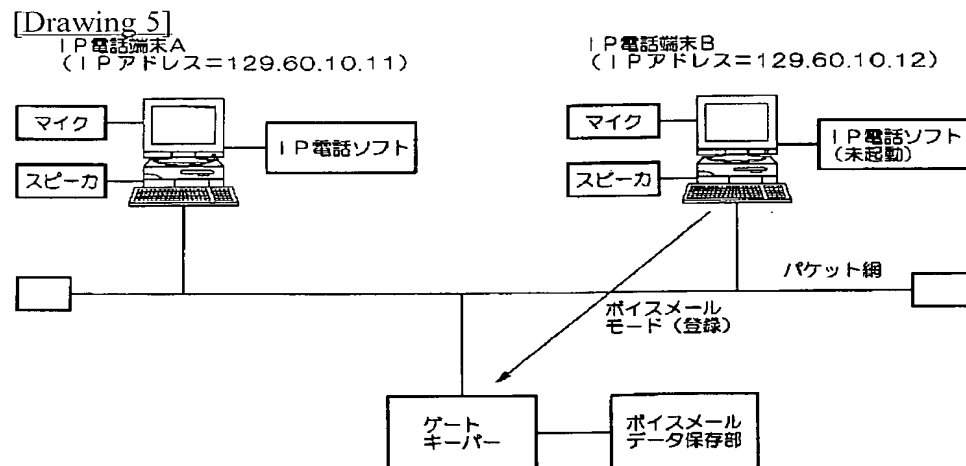 [Drawing 5]
IP電話端末A
(IPアドレス=129.60.10.11)
IP電話端末B
(IPアドレス=129.60.10.12)
マイク
スピーカ
IP電話ソフト
マイク
スピーカ
IP電話ソフト
(未起動)
パケット網
ボイスメール
モード(登録)
ゲート
キーパー
ボイスメール
データ保存部